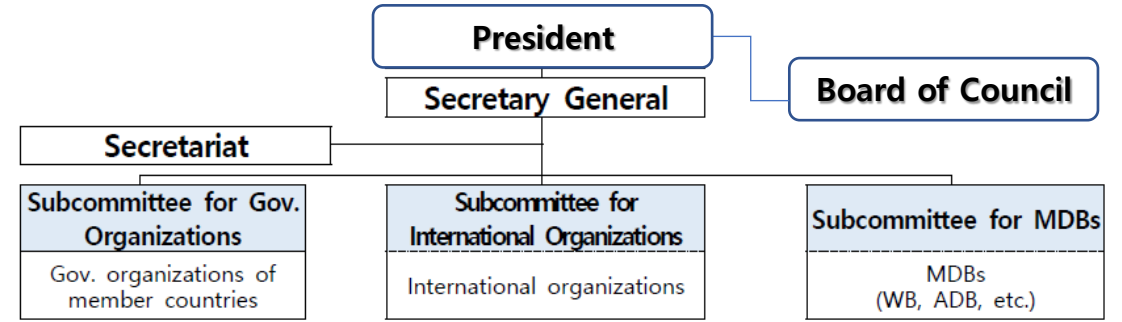 President
Board of Council
Secretary General
Secretariat
Subcommittee for Gov.
Organizations
Gov. organizations of
member countries
Subcommittee for
International Organizations
International organizations
Subcommittee for MDBs
MDBs
(WB, ADB, etc.)